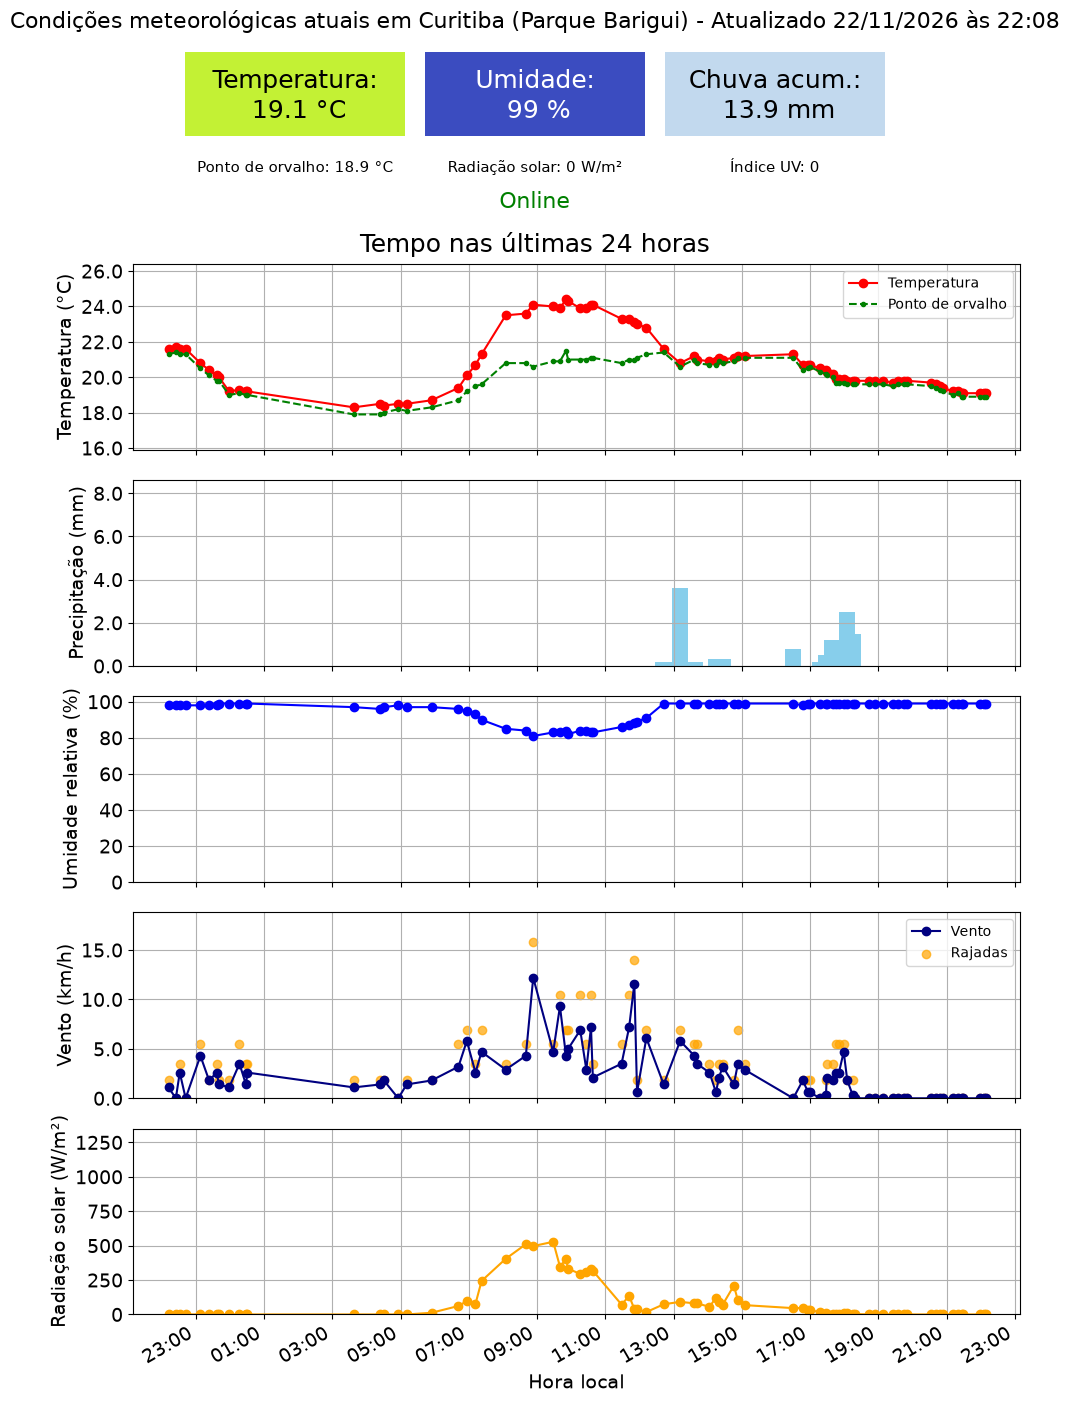 Condições meteorológicas atuais em Curitiba (Parque Barigui) - Atualizado 22/11/2026 às 22:08
Temperatura:
19.1 °C
Umidade:
99 %
Chuva acum.:
13.9 mm
Ponto de orvalho: 18.9 °C
Radiação solar: 0 W/m²
Índice UV: 0
Online
Tempo nas últimas 24 horas
Temperatura (°C)
26.0
24.0
22.0
20.0
18.0
16.0
Temperatura
Ponto de orvalho
Precipitação (mm)
8.0
6.0
4.0
2.0
0.0
Umidade relativa (%)
100
80
60
40
20
0
Vento (km/h)
15.0
10.0
5.0
0.0
Vento
Rajadas
Radiação solar (W/m²)
1250
1000
750
500
250
0
23:00
01:00
03:00
05:00
07:00
09:00
11:00
13:00
15:00
17:00
19:00
21:00
23:00
Hora local